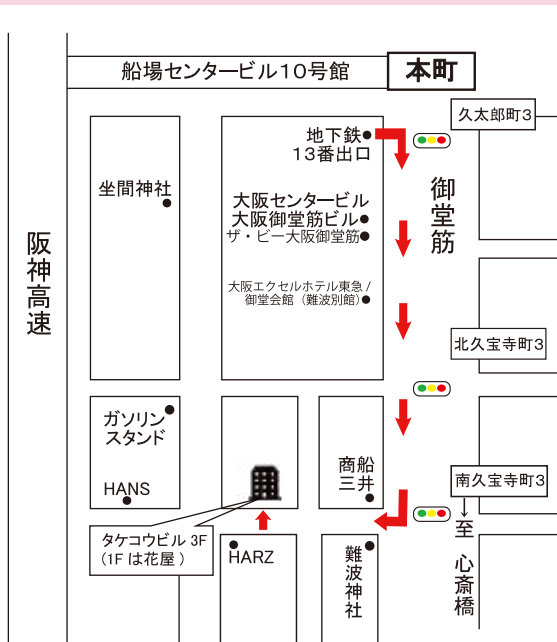 船場センタービル10号館
本町
久太郎町3
地下鉄
13番出口
坐間神社
大阪センタービル
大阪御堂筋ビル
ザ・ビー大阪御堂筋
御堂筋
阪神高速
大阪エクセルホテル東急/
御堂会館（難波別館）
北久宝寺町3
ガソリン
スタンド
HANS
商船
三井
南久宝寺町3
↓
至 心斎橋
タケコウビル 3F
(1F は花屋 )
HARZ
難波神社